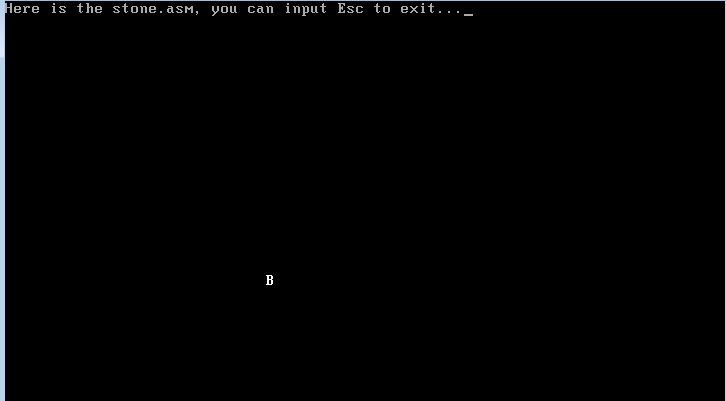 Here is the stone.asm, you can input Esc to exit..._
B